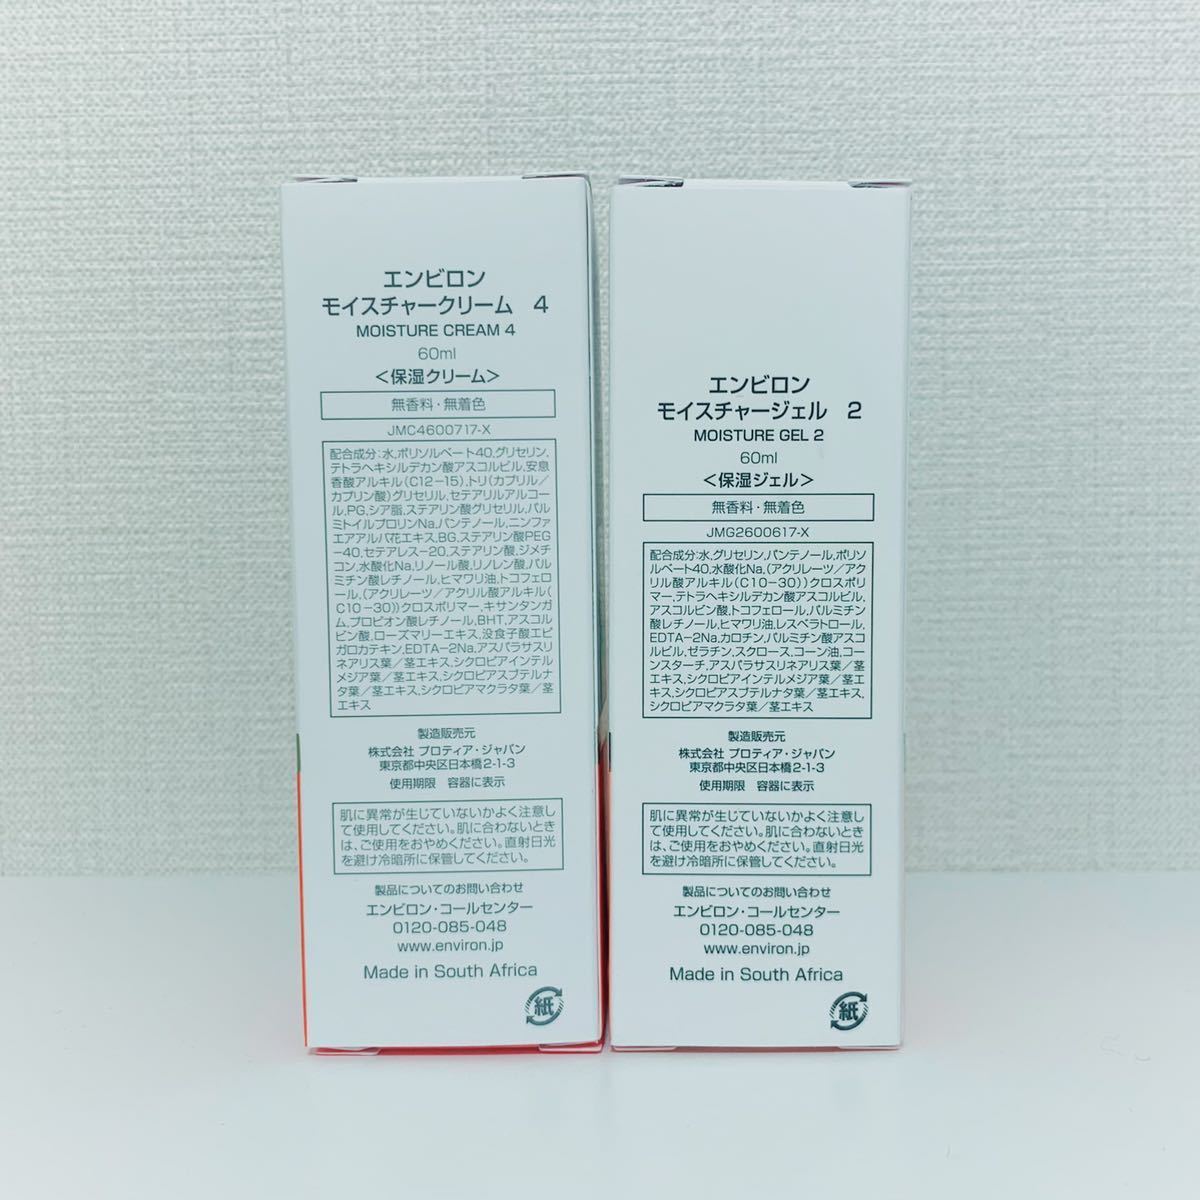 エンビロン
モイスチャークリーム 4
MOISTURE CREAM 4
60ml
<保湿クリーム>
無香料・無着色
JMC4600717-X
配合成分:水,ポリソルベート40,グリセリン,
テトラヘキシルデカン酸アスコルビル,安息
香酸アルキル(C12-15),トリ(カプリル/
カプリン酸)グリセリル,セテアリルアルコー
ル,PG,シア脂,ステアリン酸グリセリル,パル
ミトイルプロリンNa,パンテノール,ニンファ
エアアルバ花エキス,BG,ステアリン酸PEG
-40,セテアレス-20,ステアリン酸,ジメチ
コン,水酸化Na,リノール酸,リノレン酸,パル
ミチン酸レチノール,ヒマワリ油,トコフェロ
ール,(アクリレーツ/アクリル酸アルキル(
C10-30))クロスポリマー,キサンタンガ
ム,プロピオン酸レチノール,BHT,アスコル
ビン酸,ローズマリーエキス,没食子酸エピ
ガロカテキン,EDTA-2Na,アスパラサスリ
ネアリス葉/茎エキス,シクロピアインテル
メジア葉/茎エキス,シクロピアスブテルナ
タ葉/茎エキス,シクロピアマクラタ葉/茎
エキス
製造販売元
株式会社 プロティア・ジャパン
東京都中央区日本橋2-1-3
使用期限 容器に表示
肌に異常が生じていないかよく注意し
て使用してください。肌に合わないとき
は、ご使用をおやめください。直射日光
を避け冷暗所に保管してください。
製品についてのお問い合わせ
エンビロン・コールセンター
0120-085-048
www.environ.jp
Made in South Africa
紙
エンビロン
モイスチャージェル 2
MOISTURE GEL 2
60ml
<保湿ジェル>
無香料・無着色
JMG2600617-X
配合成分:水,グリセリン,パンテノール,ポリソ
ルベート40,水酸化Na,(アクリレーツ/アク
リル酸アルキル(C10-30))クロスポリ
マー,テトラヘキシルデカン酸アスコルビル,
アスコルビン酸,トコフェロール,パルミチン
酸レチノール,ヒマワリ油,レスベラトロール,
EDTA-2Na,カロチン,パルミチン酸アスコ
ルビル,ゼラチン,スクロース,コーン油,コー
ンスターチ,アスパラサスリネアリス葉/茎
エキス,シクロピアインテルメジア葉/茎エキ
ス,シクロピアスブテルナタ葉/茎エキス,
シクロピアマクラタ葉/茎エキス
製造販売元
株式会社 プロティア・ジャパン
東京都中央区日本橋2-1-3
使用期限 容器に表示
肌に異常が生じていないかよく注意し
て使用してください。肌に合わないとき
は、ご使用をおやめください。直射日光
を避け冷暗所に保管してください。
製品についてのお問い合わせ
エンビロン・コールセンター
0120-085-048
www.environ.jp
Made in South Africa
紙